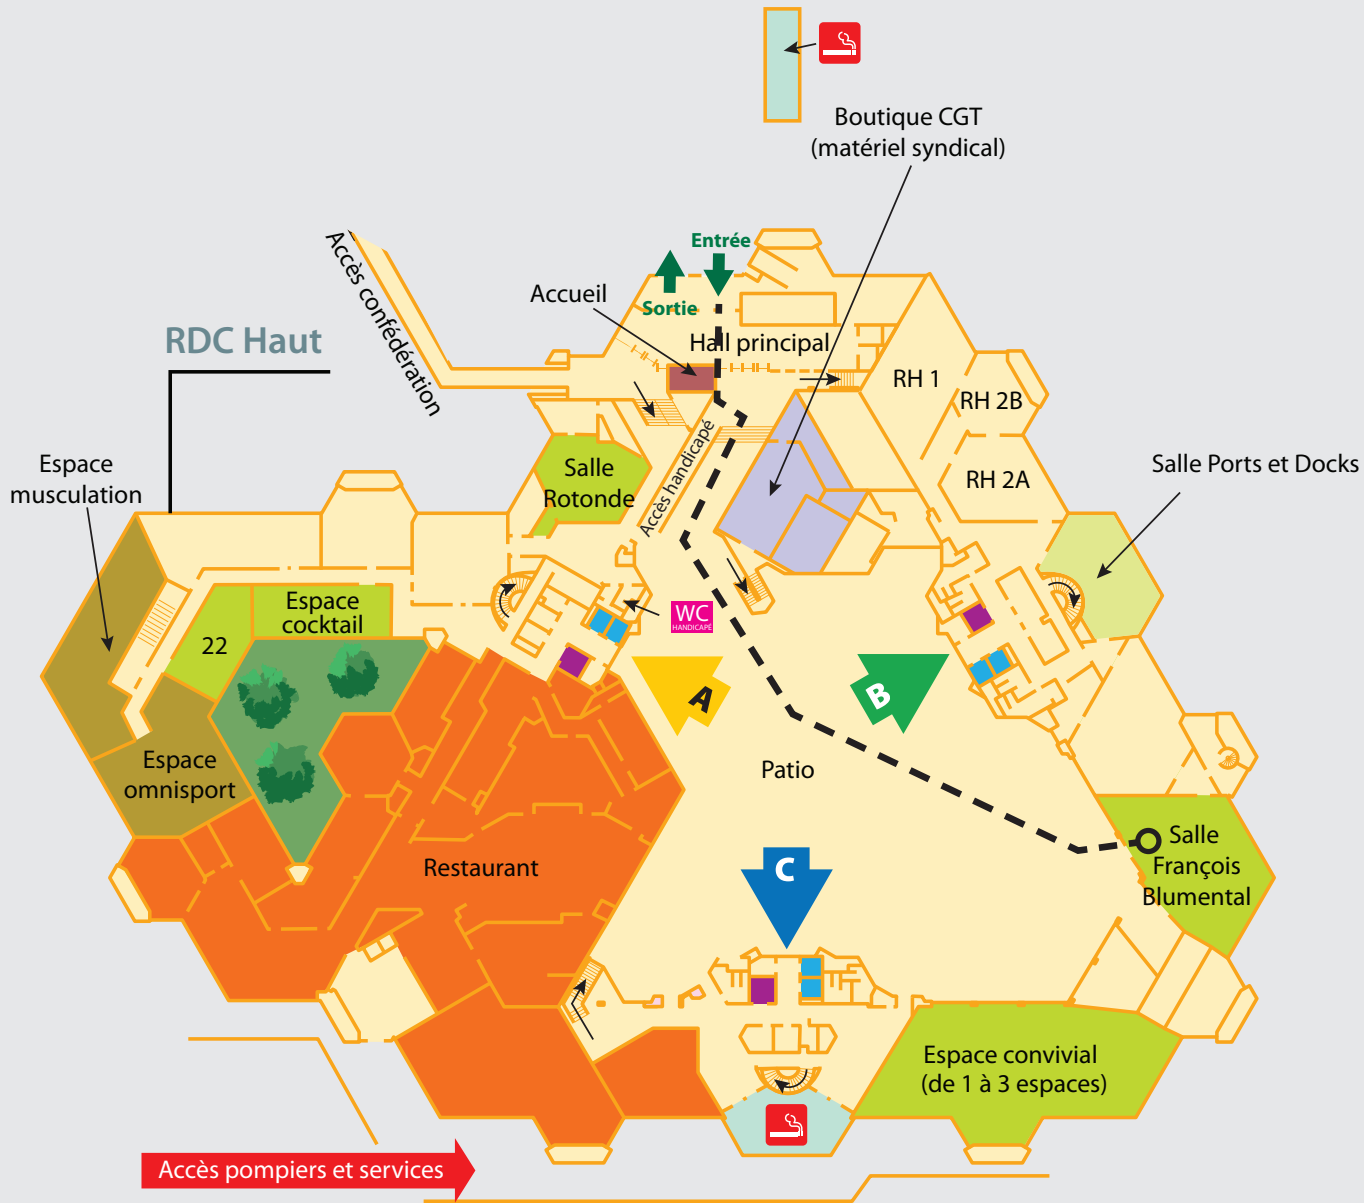 Boutique CGT
(matériel syndical)
Entrée
Sortie
Accès confédération
Accueil
Hall principal
RDC Haut
RH 1
RH 2B
RH 2A
Espace
musculation
Salle
Rotonde
Accès handicapé
Salle Ports et Docks
Espace
cocktail
22
WC
HANDICAPÉ
A
B
Espace
omnisport
Patio
Restaurant
C
Salle
François
Blumental
Espace convivial
(de 1 à 3 espaces)
Accès pompiers et services